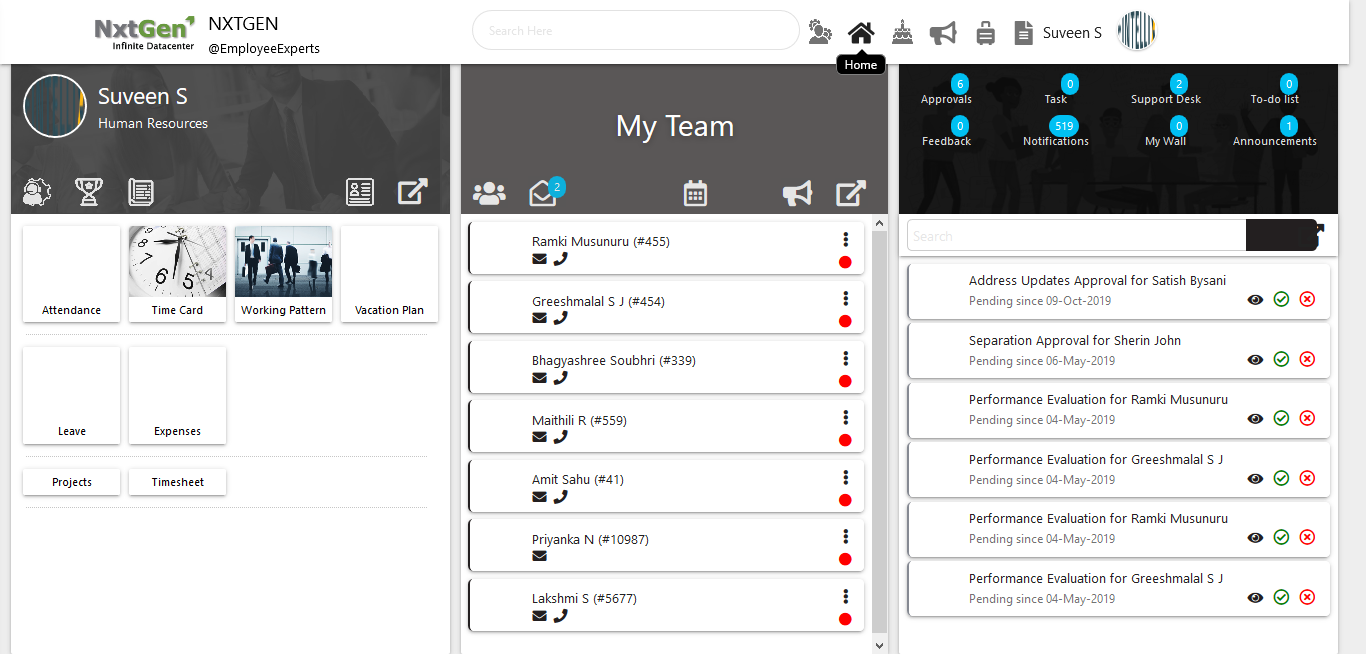 NxtGen
Infinite Datacenter
NXTGEN
@EmployeeExperts
Search Here
Suveen S
Home
Suveen S
Human Resources
Attendance
Time Card
Working Pattern
Vacation Plan
Leave
Expenses
Projects
Timesheet
My Team
2
Ramki Musunuru (#455)
Greeshmalal S J (#454)
Bhagyashree Soubhri (#339)
Maithili R (#559)
Amit Sahu (#41)
Priyanka N (#10987)
Lakshmi S (#5677)
6 0 2 0
Approvals Task Support Desk To-do list
0 519 0 1
Feedback Notifications My Wall Announcements
Search
Address Updates Approval for Satish Bysani
Pending since 09-Oct-2019
Separation Approval for Sherin John
Pending since 06-May-2019
Performance Evaluation for Ramki Musunuru
Pending since 04-May-2019
Performance Evaluation for Greeshmalal S J
Pending since 04-May-2019
Performance Evaluation for Ramki Musunuru
Pending since 04-May-2019
Performance Evaluation for Greeshmalal S J
Pending since 04-May-2019